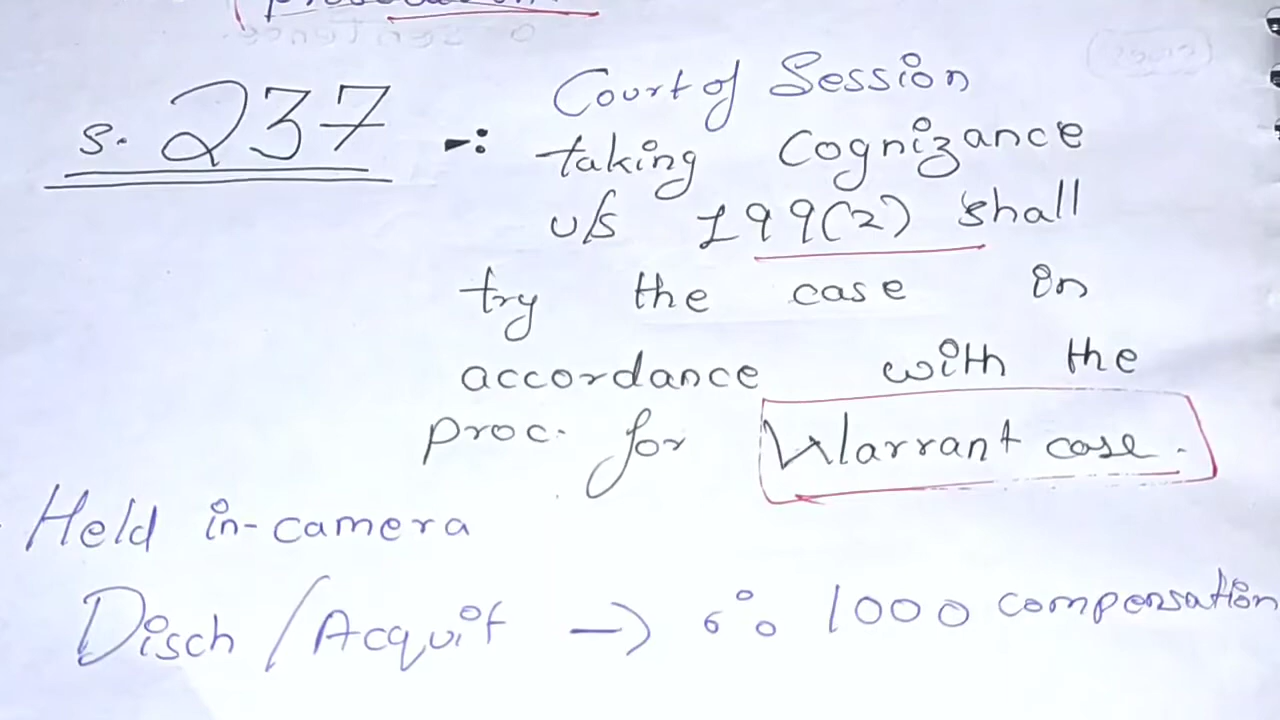 s. 237 -: Court of Session
taking Cognizance
u/s 199(2) shall
try the case in
accordance with the
proc. for Warrant case.
Held in-camera
Disch / Acquit → 1000 compensation